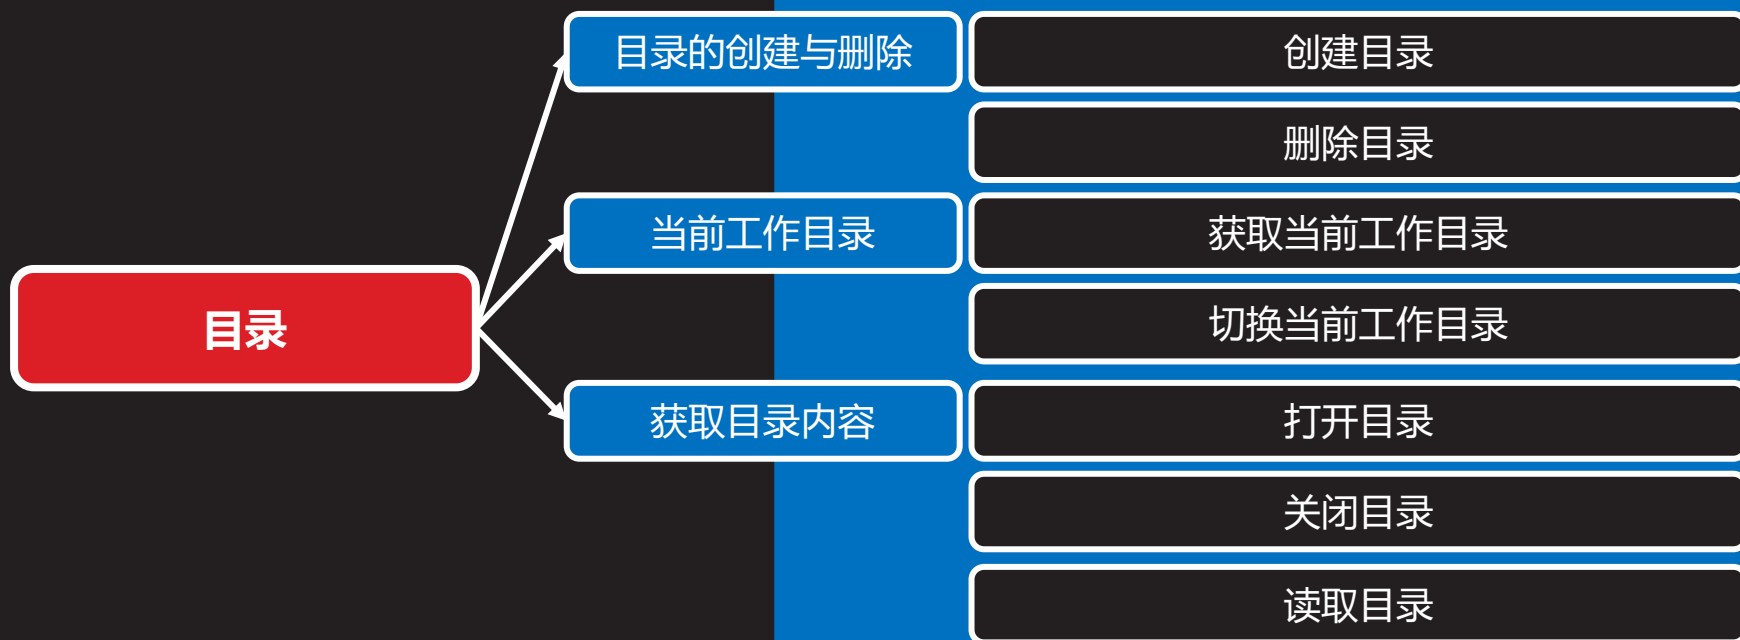 目录
目录的创建与删除
创建目录
删除目录
当前工作目录
获取当前工作目录
切换当前工作目录
获取目录内容
打开目录
关闭目录
读取目录